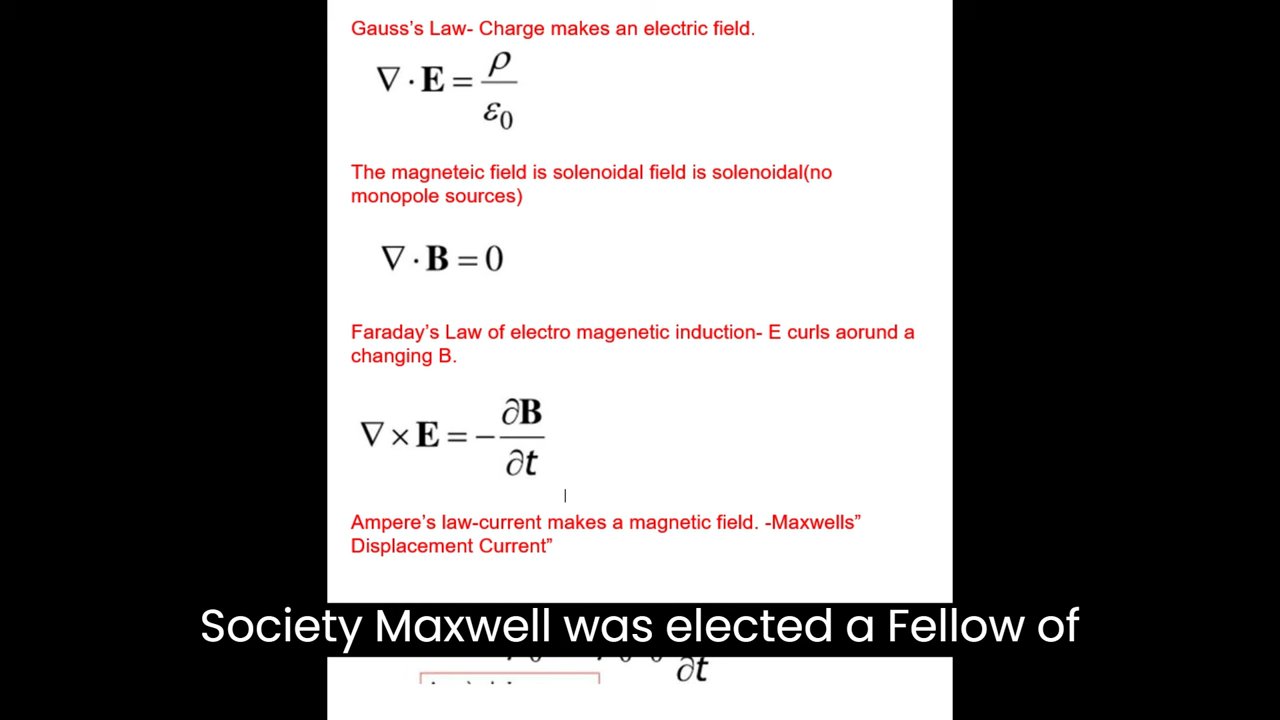 Gauss's Law- Charge makes an electric field.
∇ · E = ρ / ε₀
The magneteic field is solenoidal field is solenoidal(no
monopole sources)
∇ · B = 0
Faraday's Law of electro magenetic induction- E curls aorund a
changing B.
∇ × E = − ∂B / ∂t
Ampere's law-current makes a magnetic field. -Maxwells”
Displacement Current”
Society Maxwell was elected a Fellow of
∂t